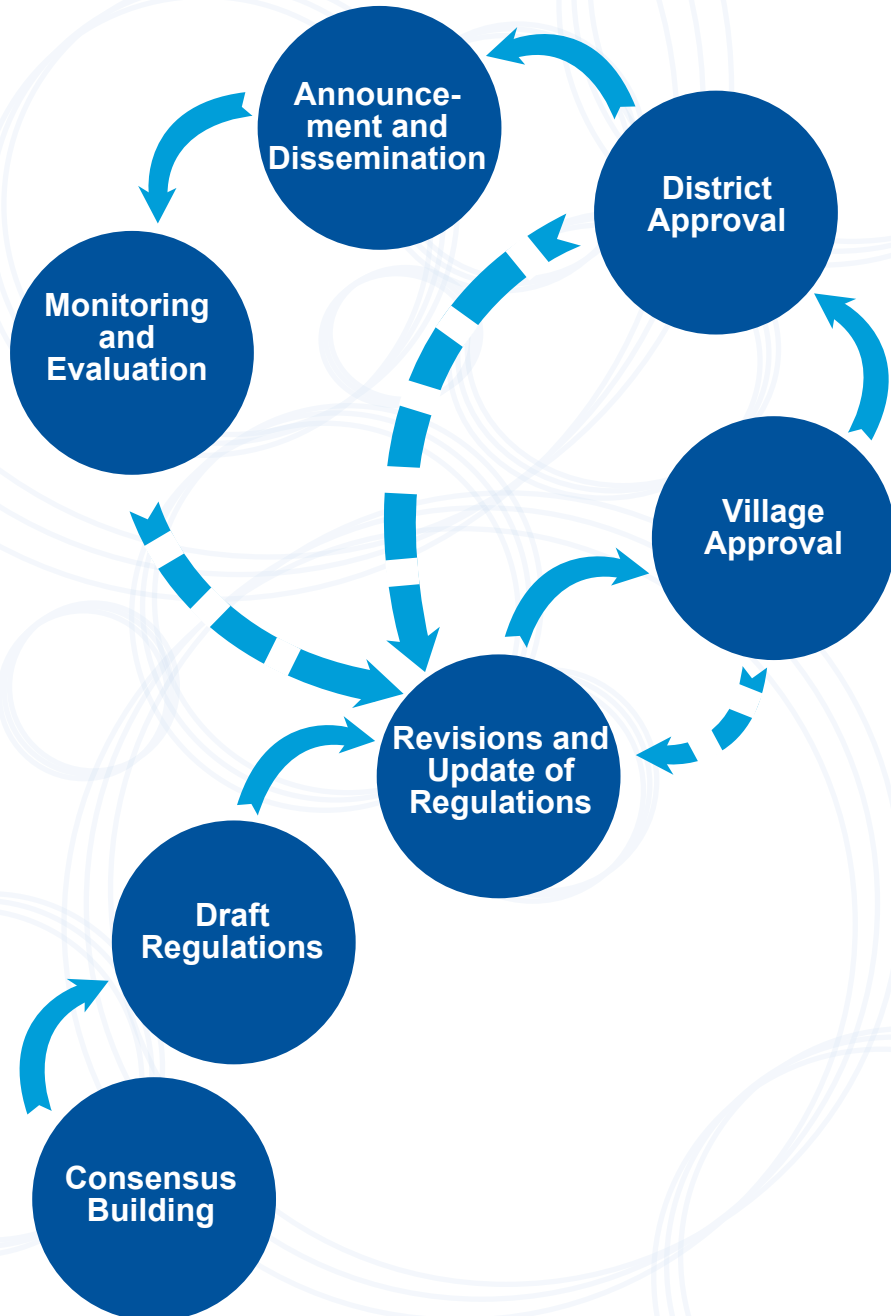 Announce-
ment and
Dissemination
District
Approval
Monitoring
and
Evaluation
Village
Approval
Revisions and
Update of
Regulations
Draft
Regulations
Consensus
Building